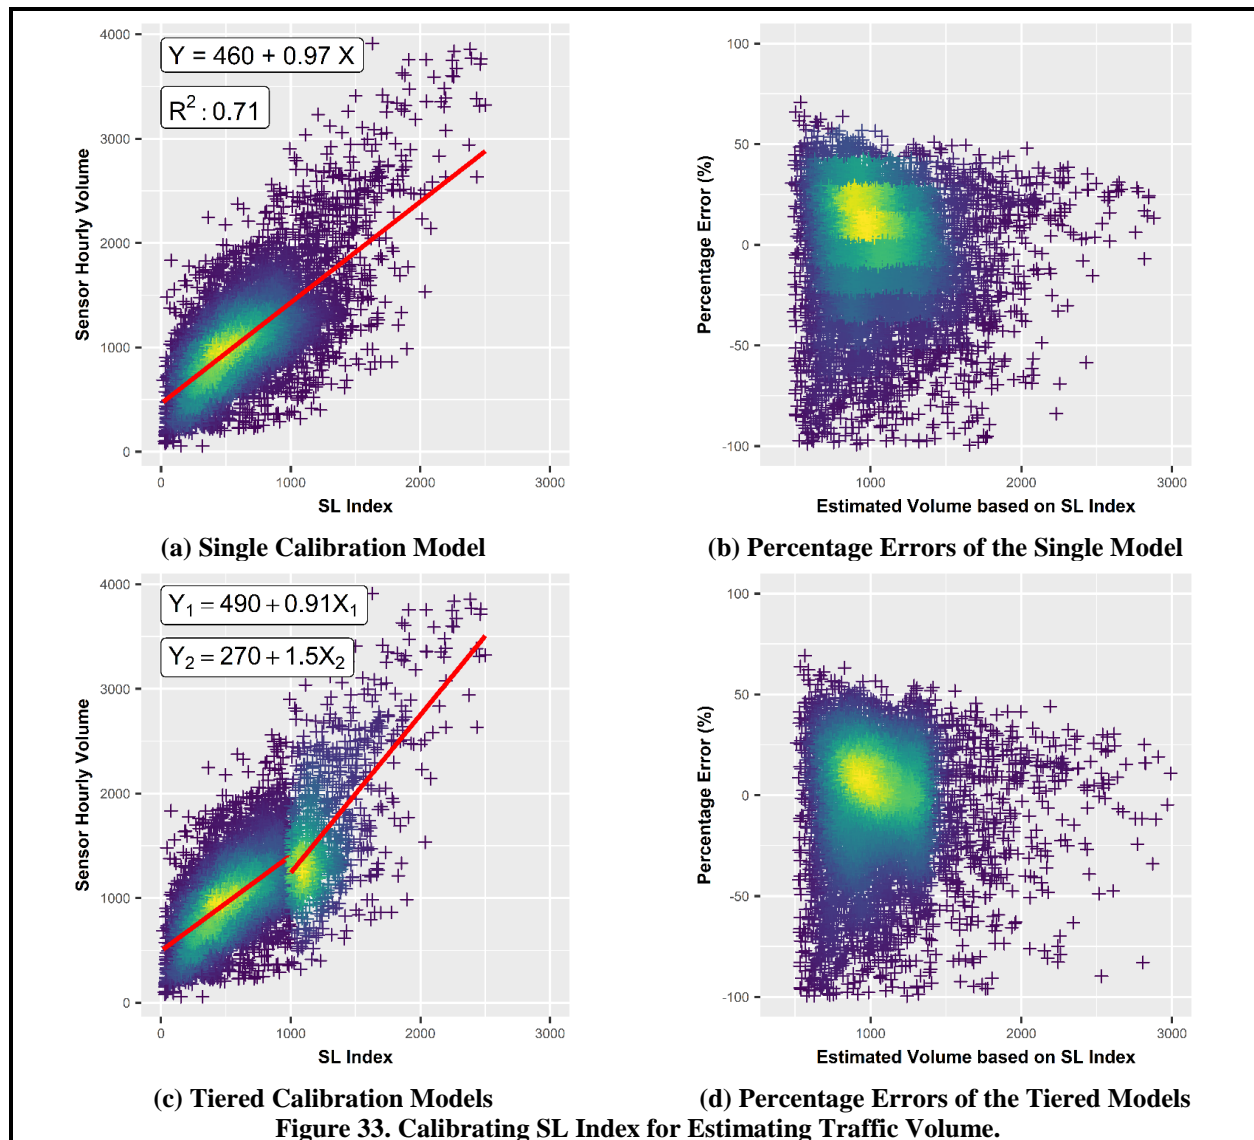 Y = 460 + 0.97 X
R²: 0.71
Sensor Hourly Volume
4000
3000
2000
1000
0
0 1000 2000 3000
SL Index
(a) Single Calibration Model
Percentage Error (%)
100
50
0
-50
-100
1000 2000 3000
Estimated Volume based on SL Index
(b) Percentage Errors of the Single Model
Y₁ = 490 + 0.91X₁
Y₂ = 270 + 1.5X₂
Sensor Hourly Volume
4000
3000
2000
1000
0
0 1000 2000 3000
SL Index
(c) Tiered Calibration Models
Percentage Error (%)
100
50
0
-50
-100
1000 2000 3000
Estimated Volume based on SL Index
(d) Percentage Errors of the Tiered Models
Figure 33. Calibrating SL Index for Estimating Traffic Volume.